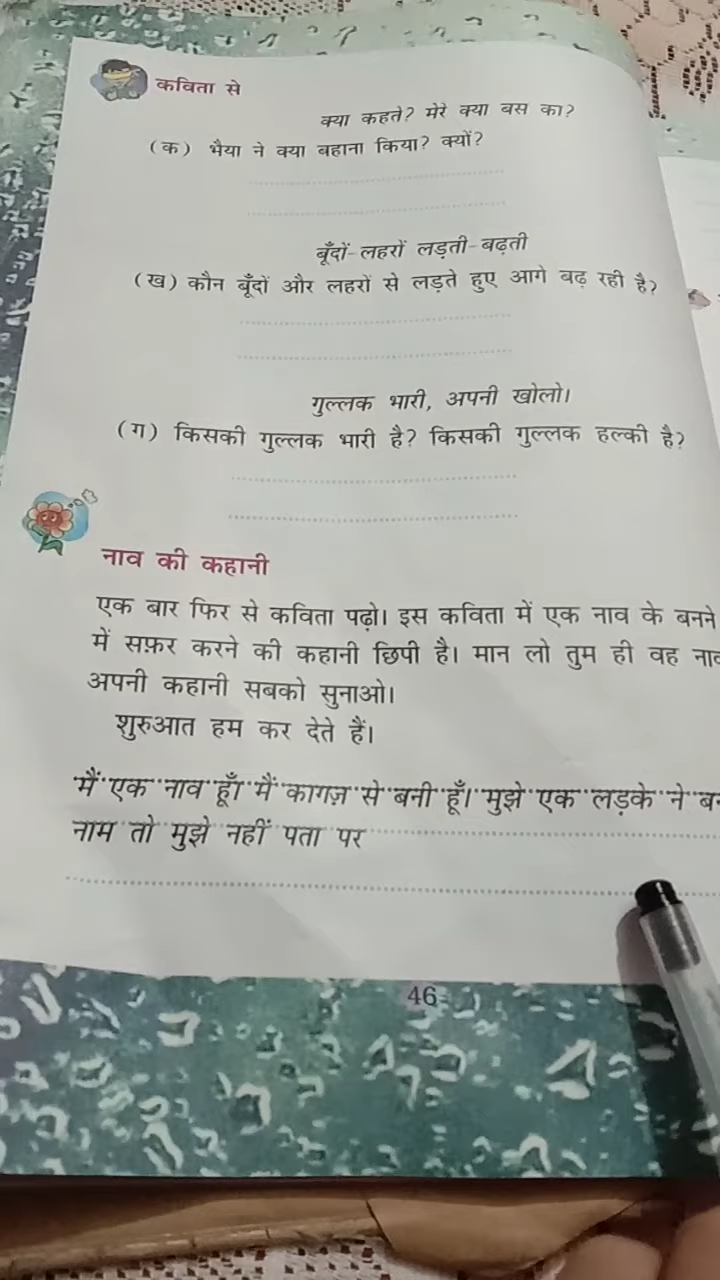 कविता से
क्या कहते? मेरे क्या बस का?
(क) भैया ने क्या बहाना किया? क्यों?
बूँदों-लहरों लड़ती-बढ़ती
(ख) कौन बूँदों और लहरों से लड़ते हुए आगे बढ़ रही है?
गुल्लक भारी, अपनी खोलो।
(ग) किसकी गुल्लक भारी है? किसकी गुल्लक हल्की है?
नाव की कहानी
एक बार फिर से कविता पढ़ो। इस कविता में एक नाव के बनने
में सफ़र करने की कहानी छिपी है। मान लो तुम ही वह
अपनी कहानी सबको सुनाओ।
शुरुआत हम कर देते हैं।
मैं एक नाव हूँ। मैं कागज़ से बनी हूँ। मुझे एक लड़के ने
नाम तो मुझे नहीं पता पर
46